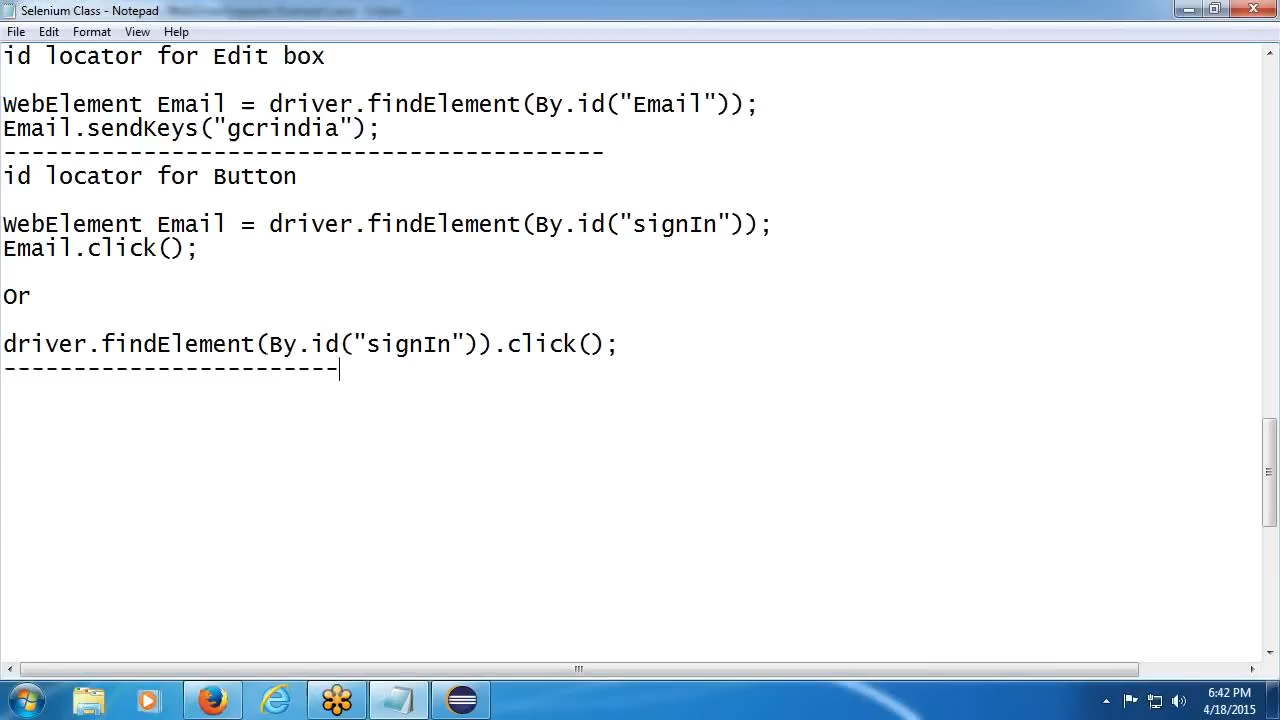 Selenium Class - Notepad
File Edit Format View Help
id locator for Edit box
WebElement Email = driver.findElement(By.id("Email"));
Email.sendKeys("gcrindia");
-------------------------------------------
id locator for Button
WebElement Email = driver.findElement(By.id("signIn"));
Email.click();
Or
driver.findElement(By.id("signIn")).click();
------------------------
6:42 PM
4/18/2015